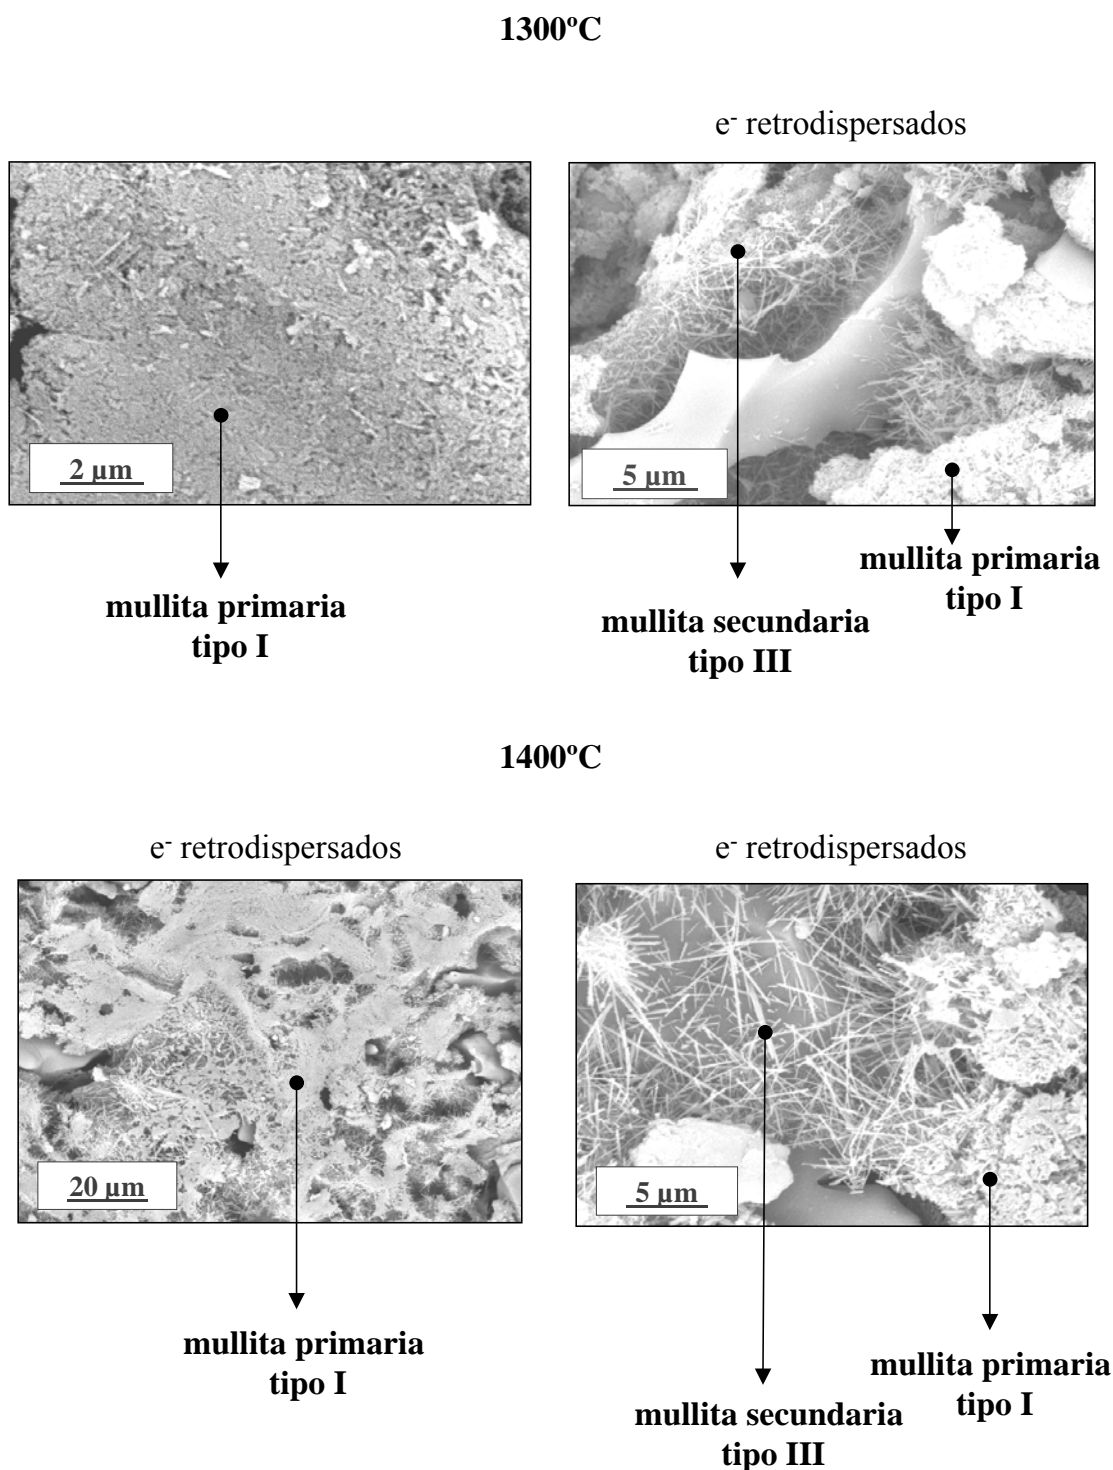 1300ºC
e- retrodispersados
2 µm
5 µm
mullita primaria
tipo I
mullita secundaria
tipo III
mullita primaria
tipo I
1400ºC
e- retrodispersados
e- retrodispersados
20 µm
5 µm
mullita primaria
tipo I
mullita secundaria
tipo III
mullita primaria
tipo I